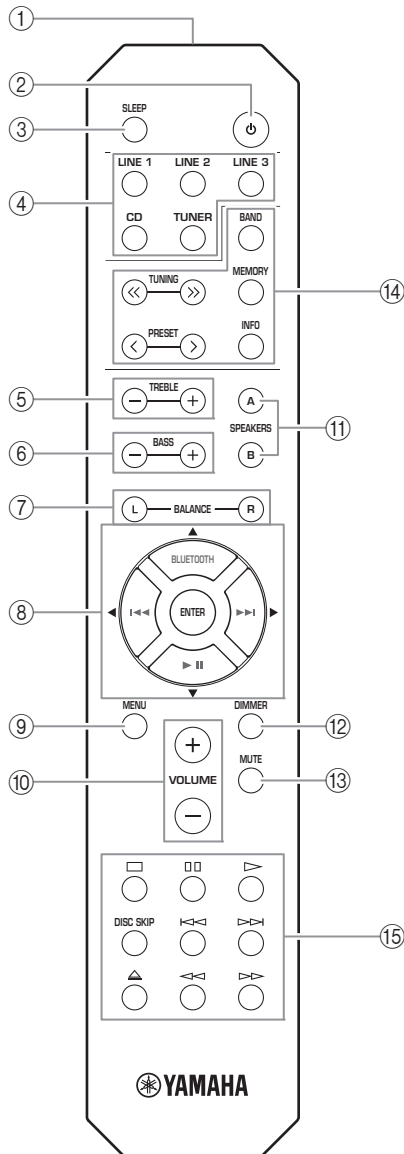 ①
②
SLEEP
③
LINE 1 LINE 2 LINE 3
④
CD TUNER BAND
TUNING MEMORY
⑭
PRESET INFO
⑤ TREBLE A
⑪
SPEAKERS
⑥ BASS B
⑦ L BALANCE R
BLUETOOTH
⑧ ENTER
⑨ MENU DIMMER ⑫
⑩ VOLUME MUTE ⑬
DISC SKIP ⑮
YAMAHA